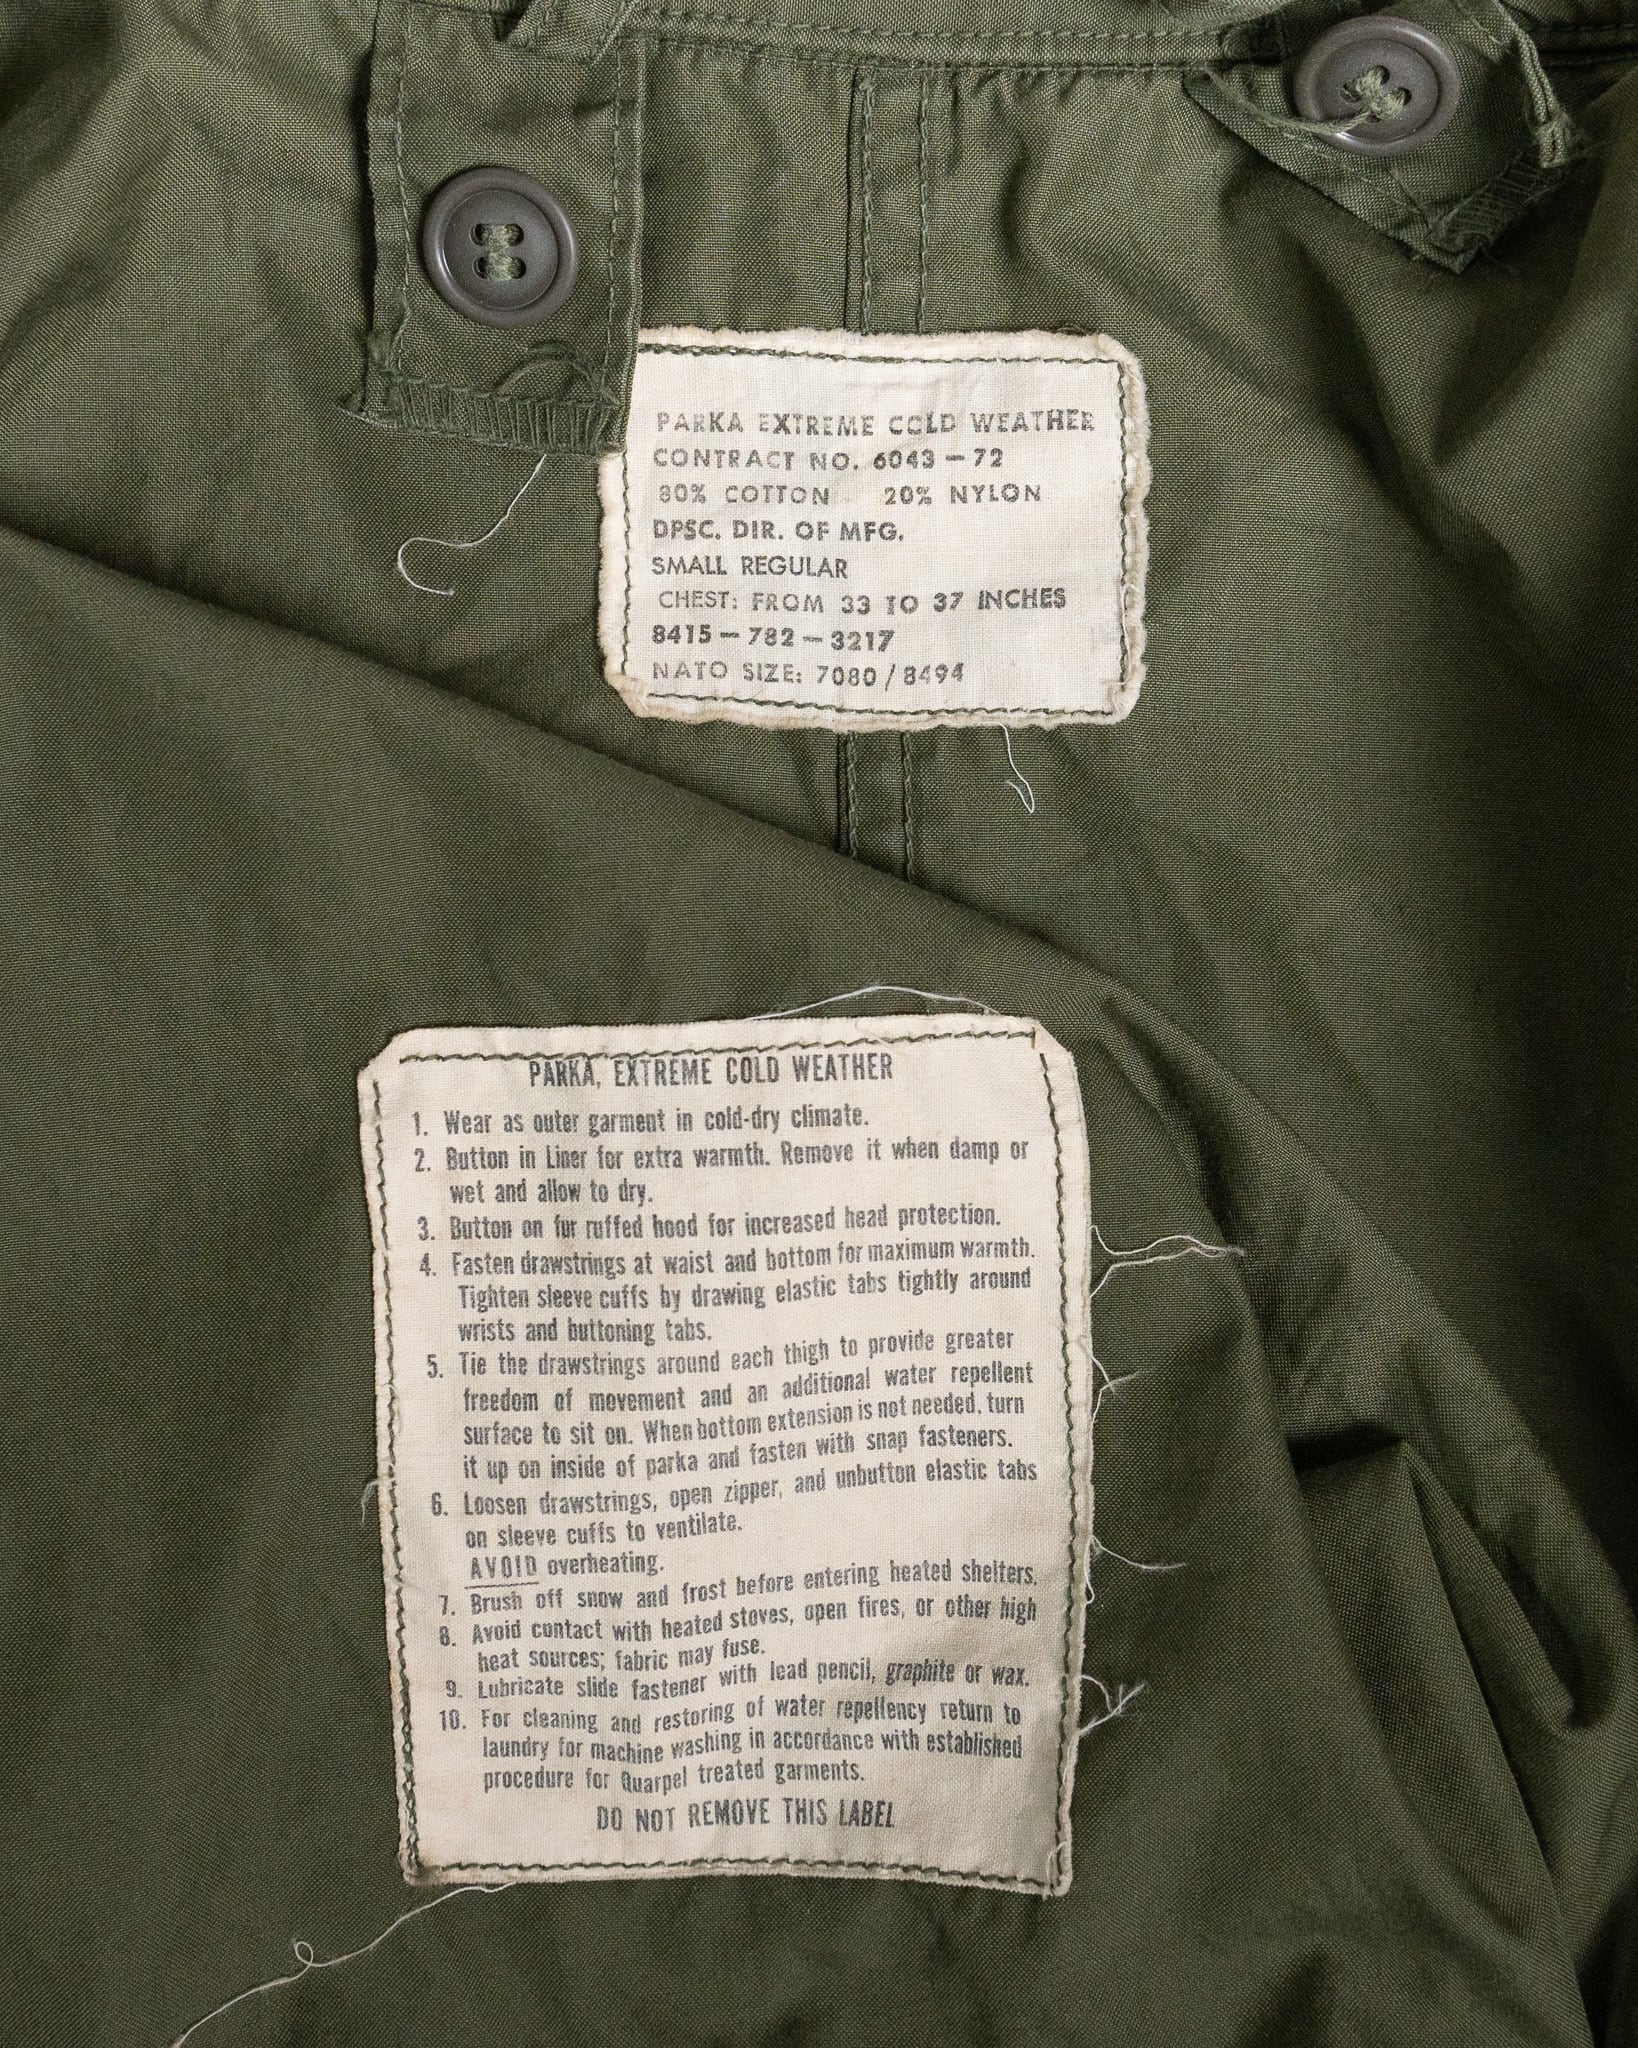 PARKA EXTREME COLD WEATHER
CONTRACT NO. 6043-72
80% COTTON 20% NYLON
DPSC. DIR. OF MFG.
SMALL REGULAR
CHEST: FROM 33 TO 37 INCHES
8415-782-3217
NATO SIZE: 7080/8494
PARKA, EXTREME COLD WEATHER
1. Wear as outer garment in cold-dry climate.
2. Button in Liner for extra warmth. Remove it when damp or
wet and allow to dry.
3. Button on fur ruffed hood for increased head protection.
4. Fasten drawstrings at waist and bottom for maximum warmth.
Tighten sleeve cuffs by drawing elastic tabs tightly around
wrists and buttoning tabs.
5. Tie the drawstrings around each thigh to provide greater
freedom of movement and an additional water repellent
surface to sit on. When bottom extension is not needed, turn
it up on inside of parka and fasten with snap fasteners.
6. Loosen drawstrings, open zipper, and unbutton elastic tabs
on sleeve cuffs to ventilate.
AVOID overheating.
7. Brush off snow and frost before entering heated shelters.
8. Avoid contact with heated stoves, open fires, or other high
heat sources; fabric may fuse.
9. Lubricate slide fastener with lead pencil, graphite or wax.
10. For cleaning and restoring of water repellency return to
laundry for machine washing in accordance with established
procedure for Quarpel treated garments.
DO NOT REMOVE THIS LABEL